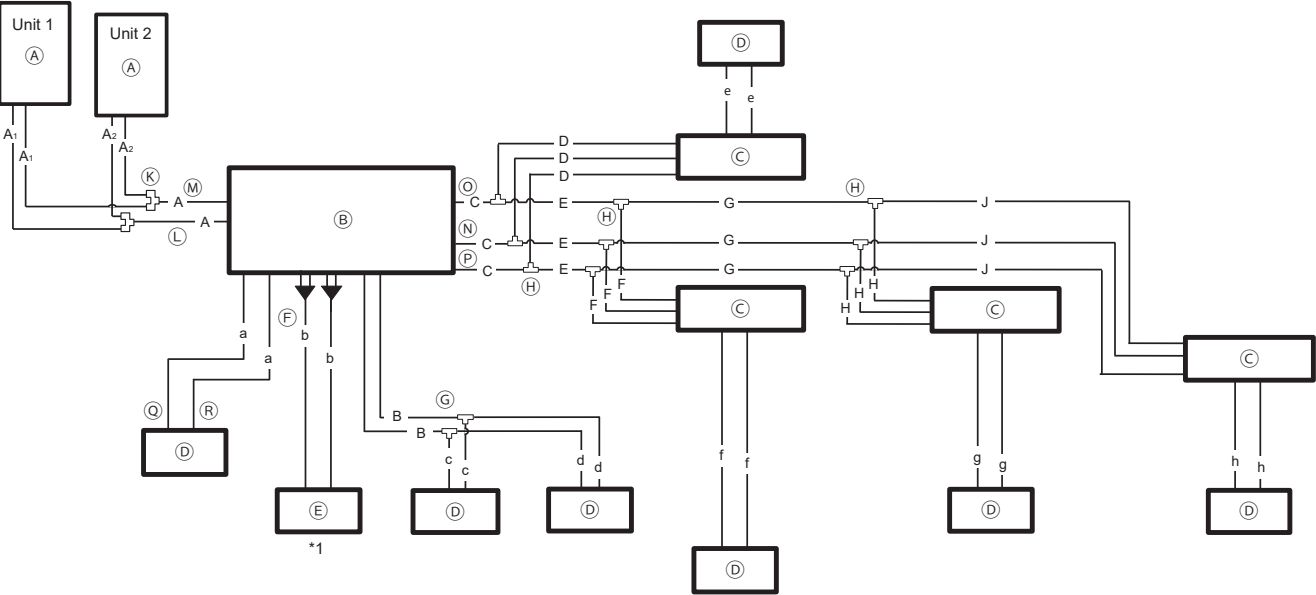 Unit 1
Ⓐ
Unit 2
Ⓐ
A1
A1
A2
A2
Ⓚ
Ⓜ
A
A
Ⓛ
Ⓑ
Ⓓ
e e
D
D
D
Ⓒ
Ⓞ
C E Ⓗ G Ⓗ J
Ⓝ
C E G J
Ⓟ
C E G J
Ⓗ
F F F
Ⓒ
H H H
Ⓒ
Ⓒ
a
a
Ⓕ
b
b
Ⓠ Ⓡ
Ⓓ
B Ⓖ
B
c c
d d
f f
g g
h h
Ⓔ
*1
Ⓓ
Ⓓ
Ⓓ
Ⓓ
Ⓓ